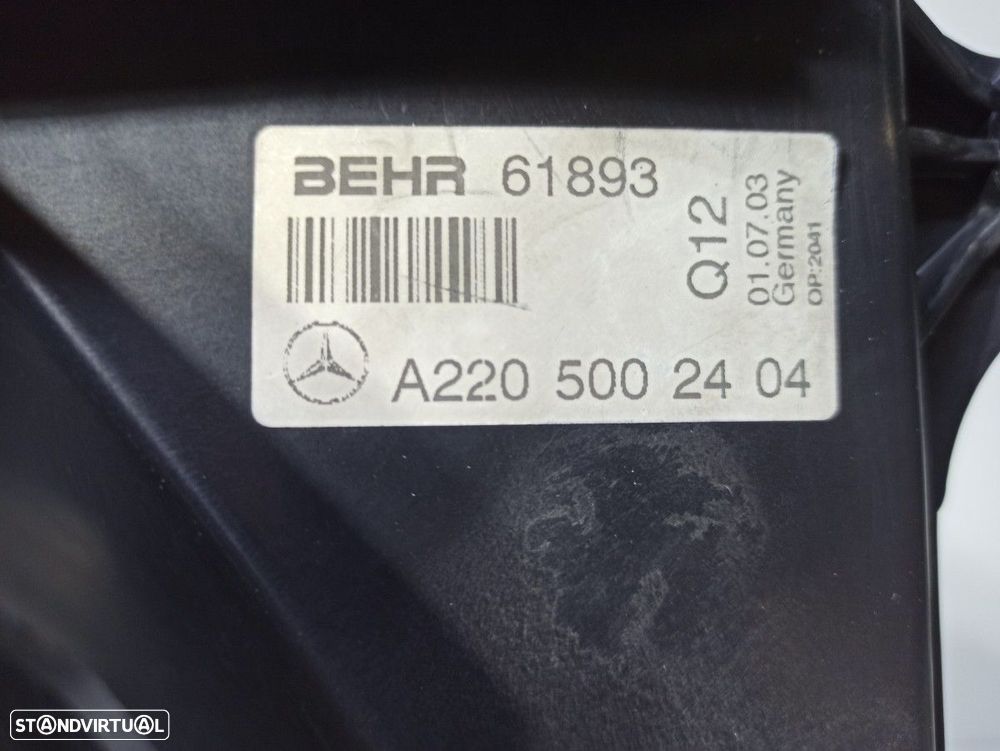 BEHR 61893
Q12
01.07.03
Germany
OP:2041
A220 500 24 04
STANDVIRTUAL